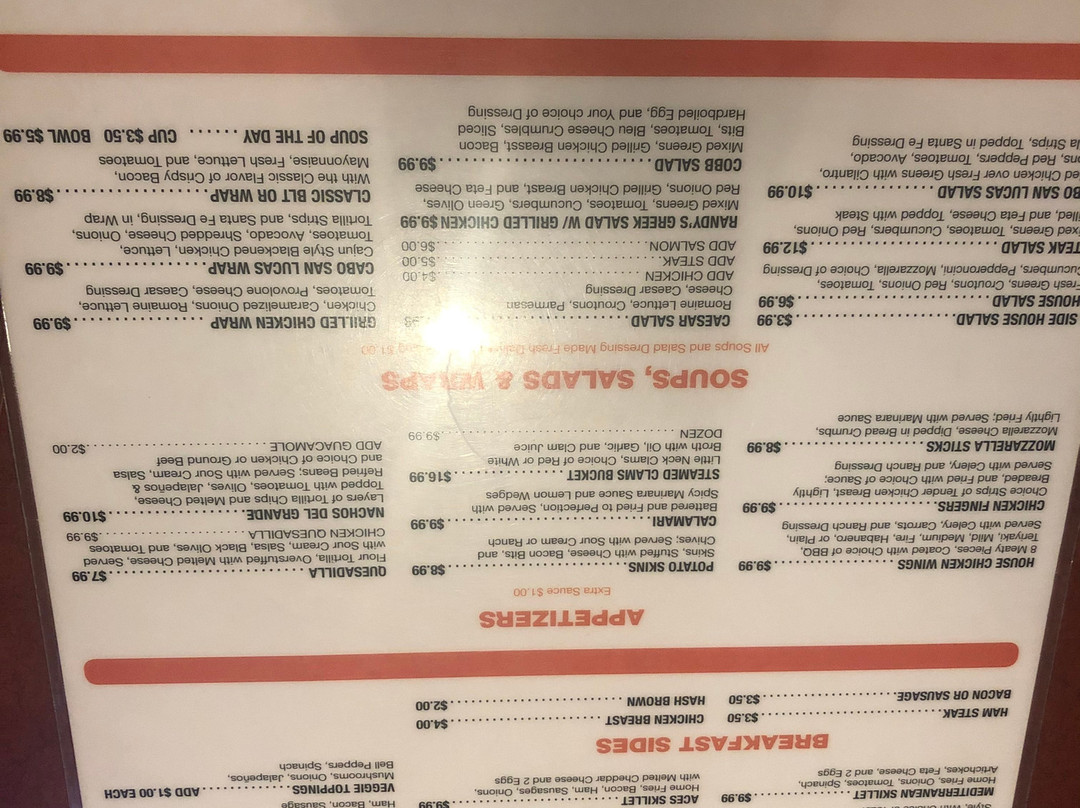 MEDITERRANEAN SKILLET $9.99
Home Fries, Onions, Tomatoes, Spinach,
Artichokes, Feta Cheese, and 2 Eggs
ACES SKILLET $9.99
Home Fries, Bacon, Ham, Sausages, Onions,
with Melted Cheddar Cheese and 2 Eggs
Ham, Bacon, Sausage
VEGGIE TOPPINGS ADD $1.00 EACH
Mushrooms, Onions, Jalapeños,
Bell Peppers, Spinach
BREAKFAST SIDES
HAM STEAK $3.50
BACON OR SAUSAGE $3.50
CHICKEN BREAST $4.00
HASH BROWN $2.00
APPETIZERS
Extra Sauce $1.00
HOUSE CHICKEN WINGS $9.99
8 Meaty Pieces, Coated with Choice of BBQ,
Teriyaki, Mild, Medium, Fire, Habanero, or Plain,
Served with Celery, Carrots, and Ranch Dressing
CHICKEN FINGERS $9.99
Choice Strips of Tender Chicken Breast, Lightly
Breaded, and Fried with Choice of Sauce;
Served with Celery, and Ranch Dressing
MOZZARELLA STICKS $8.99
Mozzarella Cheese, Dipped in Bread Crumbs,
Lightly Fried; Served with Marinara Sauce
POTATO SKINS $8.99
Skins, Stuffed with Cheese, Bacon Bits, and
Chives; Served with Sour Cream or Ranch
CALAMARI $9.99
Battered and Fried to Perfection, Served with
Spicy Marinara Sauce and Lemon Wedges
STEAMED CLAMS BUCKET $16.99
Little Neck Clams, Choice of Red or White
Broth with Oil, Garlic, and Clam Juice
DOZEN $9.99
QUESADILLA $7.99
Flour Tortilla, Overstuffed with Melted Cheese, Served
with Sour Cream, Salsa, Black Olives, and Tomatoes
CHICKEN QUESADILLA $9.99
NACHOS DEL GRANDE $10.99
Layers of Tortilla Chips and Melted Cheese,
Topped with Tomatoes, Olives, Jalapeños &
Refried Beans; Served with Sour Cream, Salsa
and Choice of Chicken or Ground Beef
ADD GUACAMOLE $2.00
SOUPS, SALADS & WRAPS
All Soups and Salad Dressing Made Fresh $1.00
SIDE HOUSE SALAD $3.99
HOUSE SALAD $6.99
Fresh Greens, Croutons, Red Onions, Tomatoes,
Cucumbers, Pepperoncini, Mozzarella, Choice of Dressing
STEAK SALAD $12.99
Mixed Greens, Tomatoes, Cucumbers, Red Onions,
and Feta Cheese, Topped with Steak
CABO SAN LUCAS SALAD $10.99
Chicken over Fresh Greens with Cilantro,
Red Peppers, Tomatoes, Avocado,
Strips, Topped in Santa Fe Dressing
CAESAR SALAD
Romaine Lettuce, Croutons, Parmesan
Cheese, Caesar Dressing
ADD CHICKEN $4.00
ADD STEAK $5.00
ADD SALMON $6.00
RANDY'S GREEK SALAD W/ GRILLED CHICKEN $9.99
Mixed Greens, Tomatoes, Cucumbers, Green Olives,
Red Onions, Grilled Chicken Breast, and Feta Cheese
COBB SALAD $9.99
Mixed Greens, Grilled Chicken Breasst, Bacon
Bits, Tomatoes, Bleu Cheese Crumbles, Sliced
Hardboiled Egg, and Your choice of Dressing
GRILLED CHICKEN WRAP $9.99
Chicken, Caramelized Onions, Romaine Lettuce,
Tomatoes, Provolone Cheese, Caesar Dressing
CABO SAN LUCAS WRAP $9.99
Cajun Style Blackened Chicken, Lettuce,
Tomatoes, Avocado, Shredded Cheese, Onions,
Tortilla Strips, and Santa Fe Dressing, in Wrap
CLASSIC BLT OR WRAP $8.99
With the Classic Flavor of Crispy Bacon,
Mayonnaise, Fresh Lettuce, and Tomatoes
SOUP OF THE DAY ...... CUP $3.50 BOWL $5.99